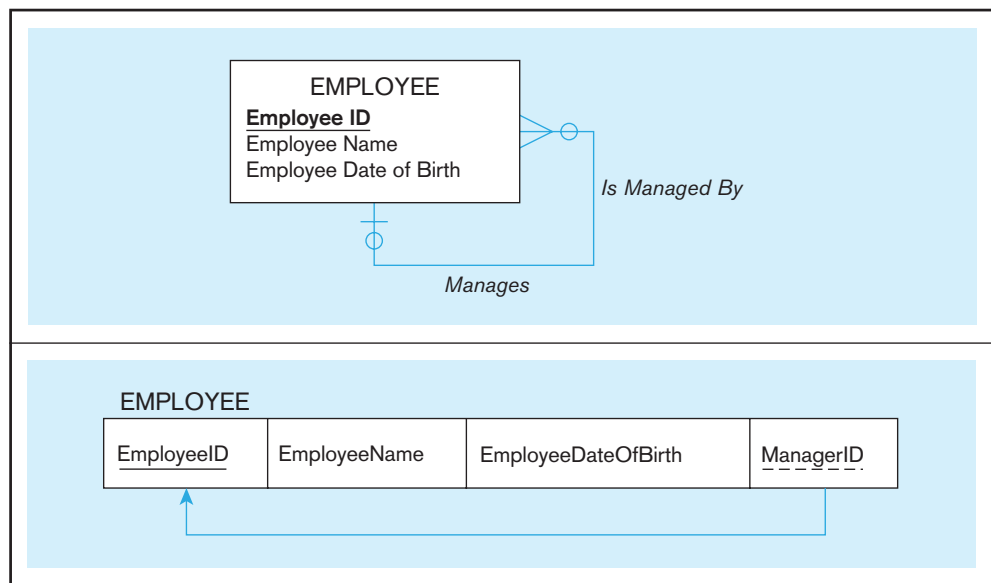 EMPLOYEE
Employee ID
Employee Name
Employee Date of Birth
Is Managed By
Manages
EMPLOYEE
EmployeeID EmployeeName EmployeeDateOfBirth ManagerID